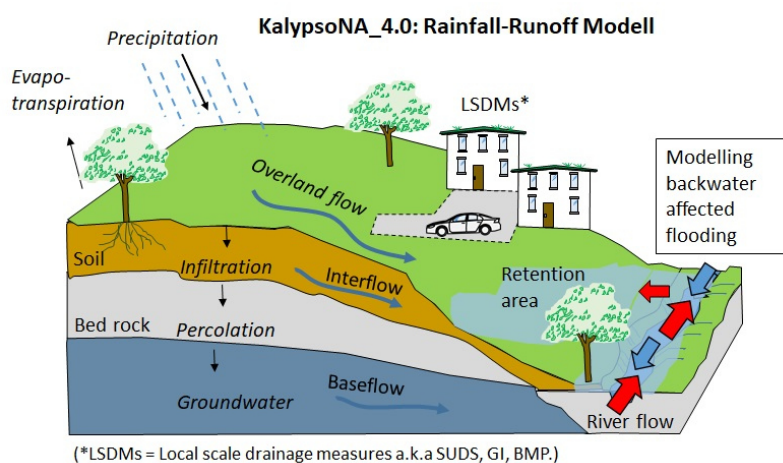 KalypsoNA_4.0: Rainfall-Runoff Modell
Precipitation
Evapo-
transpiration
LSDMs*
Modelling
backwater
affected
flooding
Overland flow
Soil
Infiltration
Interflow
Retention
area
Bed rock
Percolation
Baseflow
Groundwater
River flow
(*LSDMs = Local scale drainage measures a.k.a SUDS, GI, BMP.)